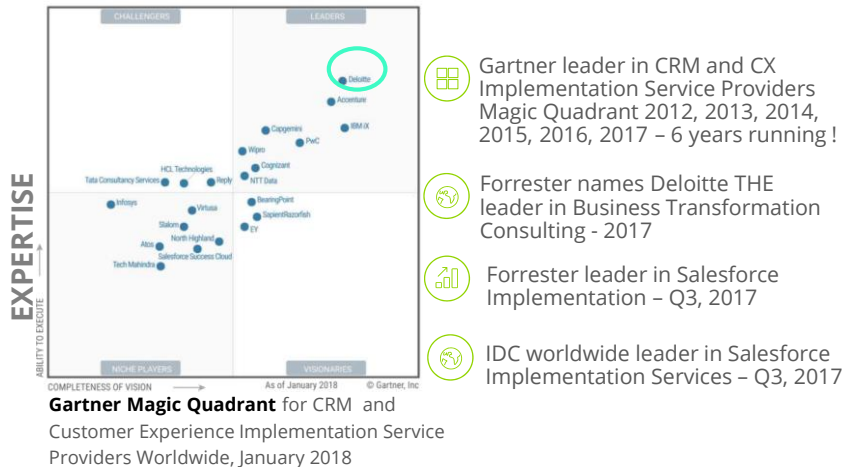 CHALLENGERS
LEADERS
Deloitte
Accenture
IBM iX
Capgemini
PwC
Wipro
Cognizant
NTT Data
HCL Technologies
Tata Consultancy Services
Reply
Infosys
Virtusa
Slalom
North Highland
Atos
Salesforce Success Cloud
Tech Mahindra
BearingPoint
SapientRazorfish
EY
NICHE PLAYERS
VISIONARIES
EXPERTISE
ABILITY TO EXECUTE
COMPLETENESS OF VISION
As of January 2018
© Gartner, Inc
Gartner Magic Quadrant for CRM and
Customer Experience Implementation Service
Providers Worldwide, January 2018
Gartner leader in CRM and CX
Implementation Service Providers
Magic Quadrant 2012, 2013, 2014,
2015, 2016, 2017 – 6 years running !
Forrester names Deloitte THE
leader in Business Transformation
Consulting - 2017
Forrester leader in Salesforce
Implementation – Q3, 2017
IDC worldwide leader in Salesforce
Implementation Services – Q3, 2017